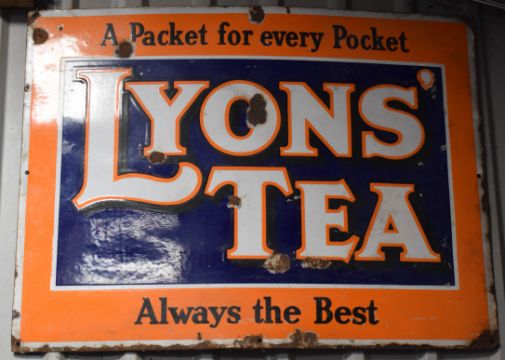 A Packet for every Pocket
LYONS'
TEA
Always the Best